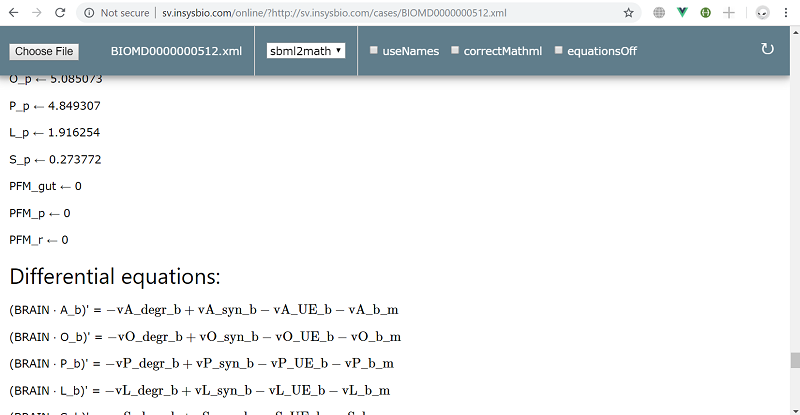 Not secure | sv.insysbio.com/online/?http://sv.insysbio.com/cases/BIOMD0000000512.xml
Choose File BIOMD0000000512.xml sbml2math useNames correctMathml equationsOff
O_p ← 5.085073
P_p ← 4.849307
L_p ← 1.916254
S_p ← 0.273772
PFM_gut ← 0
PFM_p ← 0
PFM_r ← 0
Differential equations:
(BRAIN · A_b)' = −vA_degr_b + vA_syn_b − vA_UE_b − vA_b_m
(BRAIN · O_b)' = −vO_degr_b + vO_syn_b − vO_UE_b − vO_b_m
(BRAIN · P_b)' = −vP_degr_b + vP_syn_b − vP_UE_b − vP_b_m
(BRAIN · L_b)' = −vL_degr_b + vL_syn_b − vL_UE_b − vL_b_m